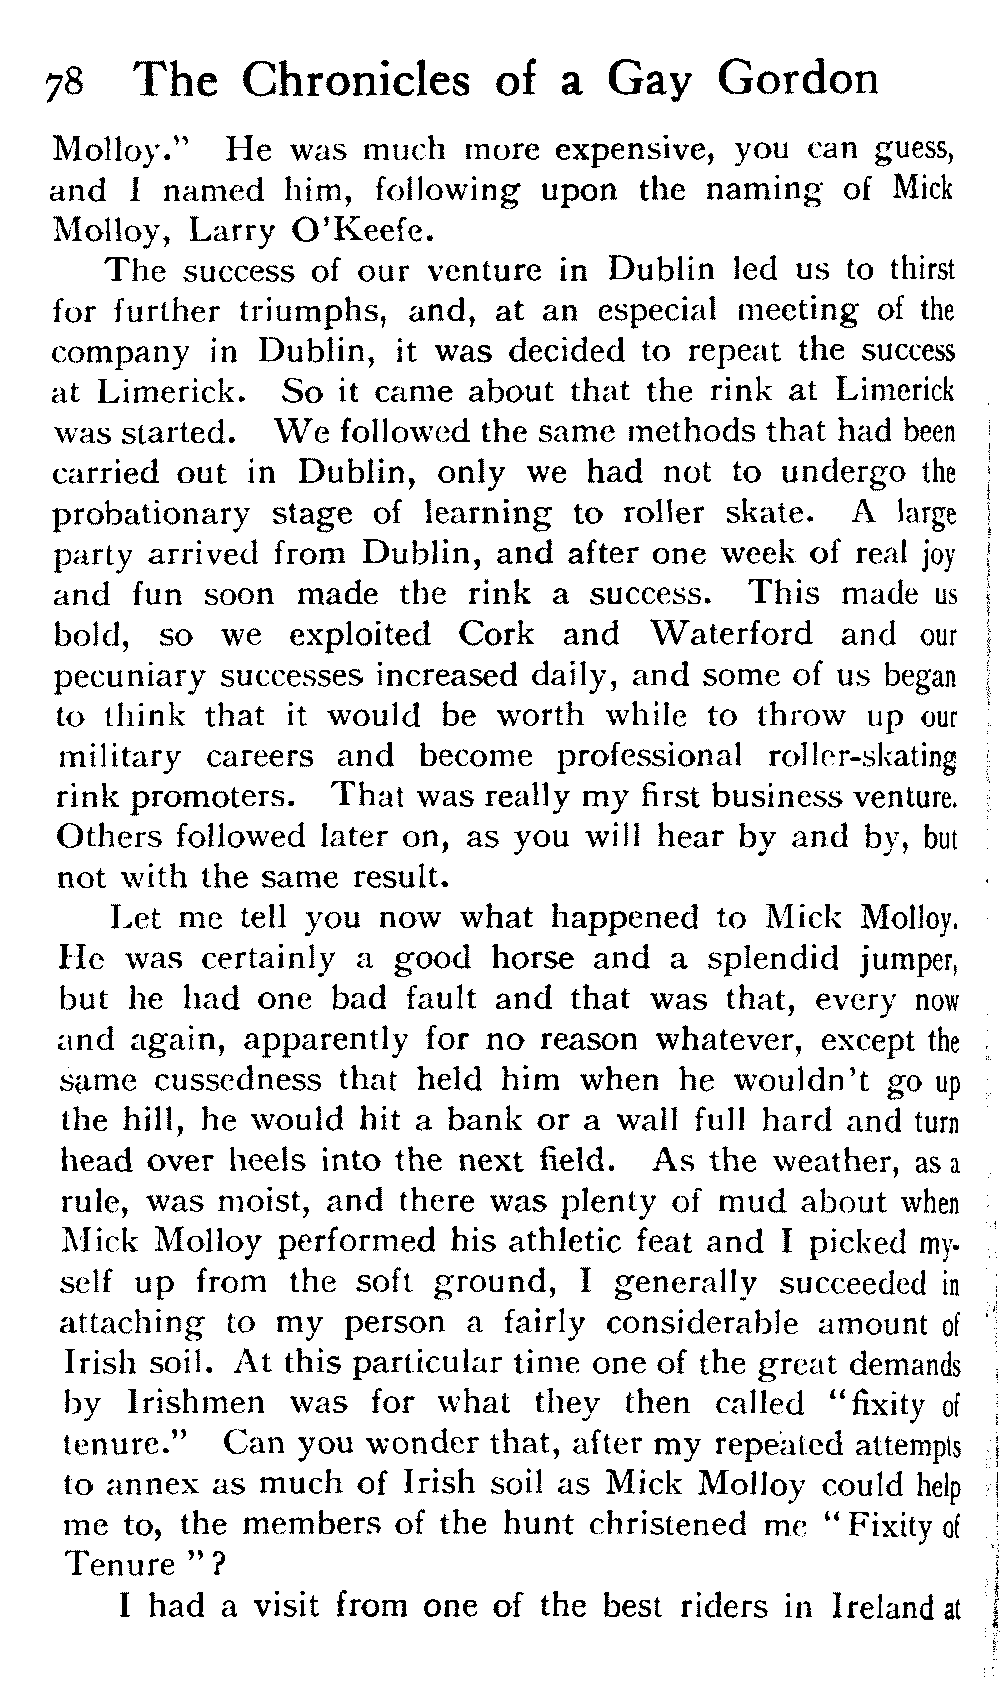 78 The Chronicles of a Gay Gordon
Molloy." He was much more expensive, you can guess,
and I named him, following upon the naming of Mick
Molloy, Larry O'Keefe.
The success of our venture in Dublin led us to thirst
for further triumphs, and, at an especial meeting of the
company in Dublin, it was decided to repeat the success
at Limerick. So it came about that the rink at Limerick
was started. We followed the same methods that had been
carried out in Dublin, only we had not to undergo the
probationary stage of learning to roller skate. A large
party arrived from Dublin, and after one week of real joy
and fun soon made the rink a success. This made us
bold, so we exploited Cork and Waterford and our
pecuniary successes increased daily, and some of us began
to think that it would be worth while to throw up our
military careers and become professional roller-skating
rink promoters. That was really my first business venture.
Others followed later on, as you will hear by and by, but
not with the same result.
Let me tell you now what happened to Mick Molloy.
He was certainly a good horse and a splendid jumper,
but he had one bad fault and that was that, every now
and again, apparently for no reason whatever, except the
same cussedness that held him when he wouldn't go up
the hill, he would hit a bank or a wall full hard and turn
head over heels into the next field. As the weather, as a
rule, was moist, and there was plenty of mud about when
Mick Molloy performed his athletic feat and I picked my-
self up from the soft ground, I generally succeeded in
attaching to my person a fairly considerable amount of
Irish soil. At this particular time one of the great demands
by Irishmen was for what they then called "fixity of
tenure." Can you wonder that, after my repeated attempts
to annex as much of Irish soil as Mick Molloy could help
me to, the members of the hunt christened me "Fixity of
Tenure"?
I had a visit from one of the best riders in Ireland at